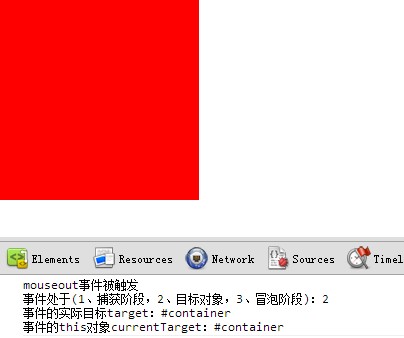 Elements Resources Network Sources
mouseout事件被触发
事件处于(1、捕获阶段，2、目标对象，3、冒泡阶段)：2
事件的实际目标target：#container
事件的this对象currentTarget：#container